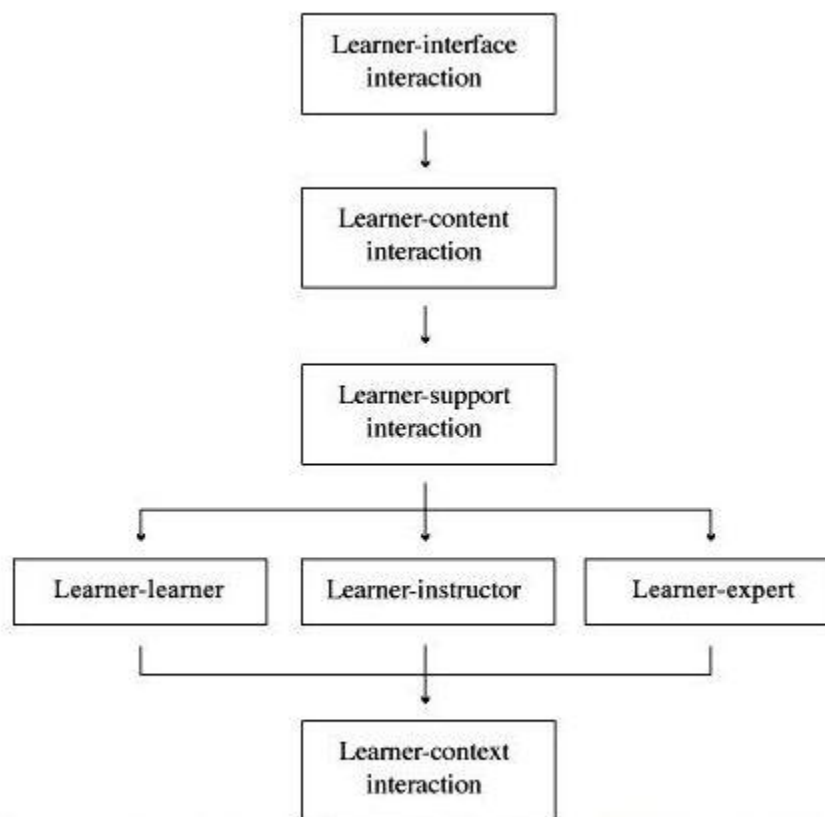 Learner-interface
interaction
Learner-content
interaction
Learner-support
interaction
Learner-learner
Learner-instructor
Learner-expert
Learner-context
interaction